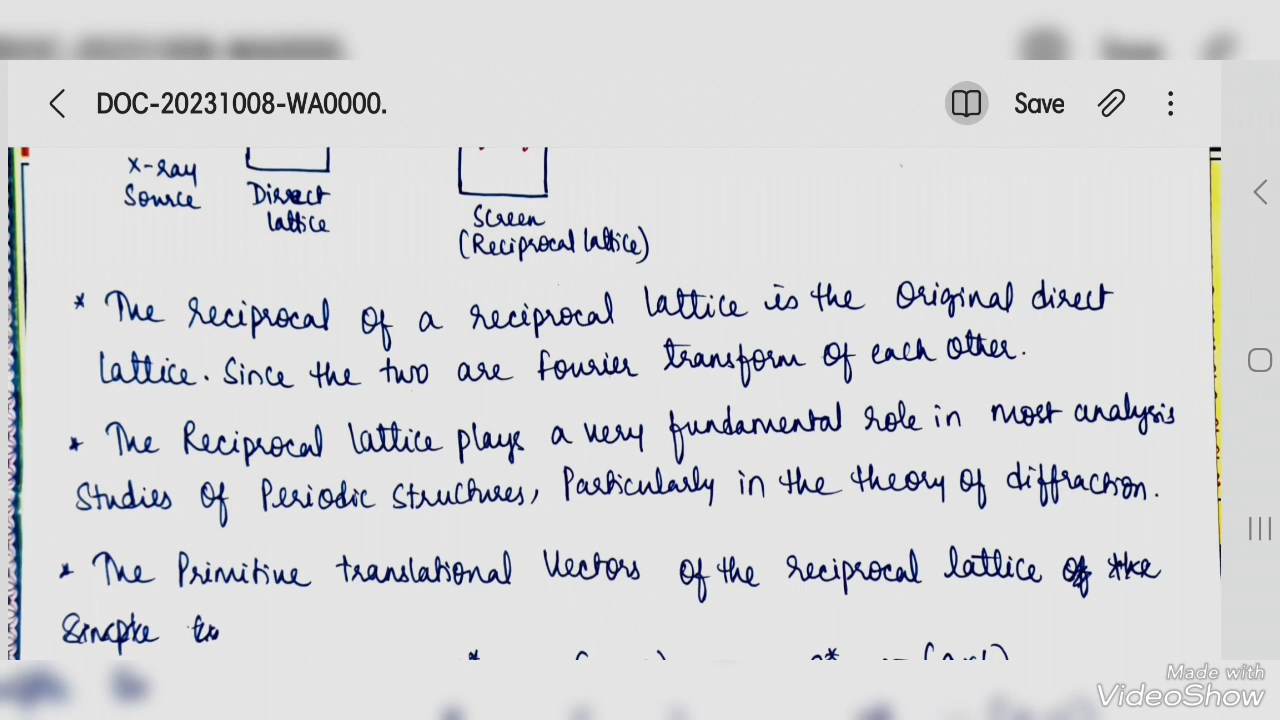 DOC-20231008-WA0000.
Save
X-ray
Source
Direct
lattice
Screen
(Reciprocal lattice)
* The reciprocal of a reciprocal lattice is the Original direct
lattice. Since the two are fourier transform of each other.
* The Reciprocal lattice plays a very fundamental role in most analysis
Studies Of Periodic Structures, Particularly in the theory of diffraction.
* The Primitive translational Vectors of the reciprocal lattice of the
Made with
VideoShow